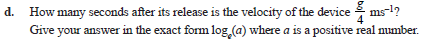 d. How many seconds after its release is the velocity of the device g/4 ms⁻¹?
Give your answer in the exact form logₑ(a) where a is a positive real number.